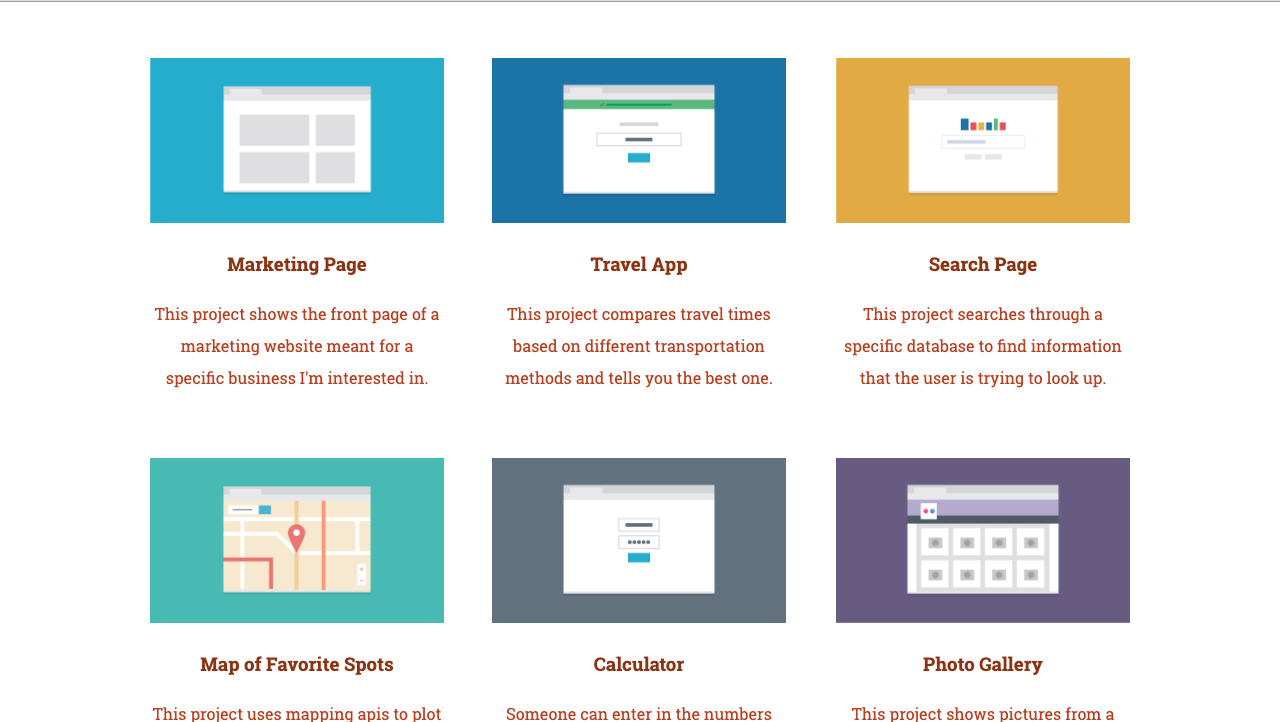 Marketing Page
This project shows the front page of a
marketing website meant for a
specific business I'm interested in.
Travel App
This project compares travel times
based on different transportation
methods and tells you the best one.
Search Page
This project searches through a
specific database to find information
that the user is trying to look up.
Map of Favorite Spots
This project uses mapping apis to plot
Calculator
Someone can enter in the numbers
Photo Gallery
This project shows pictures from a